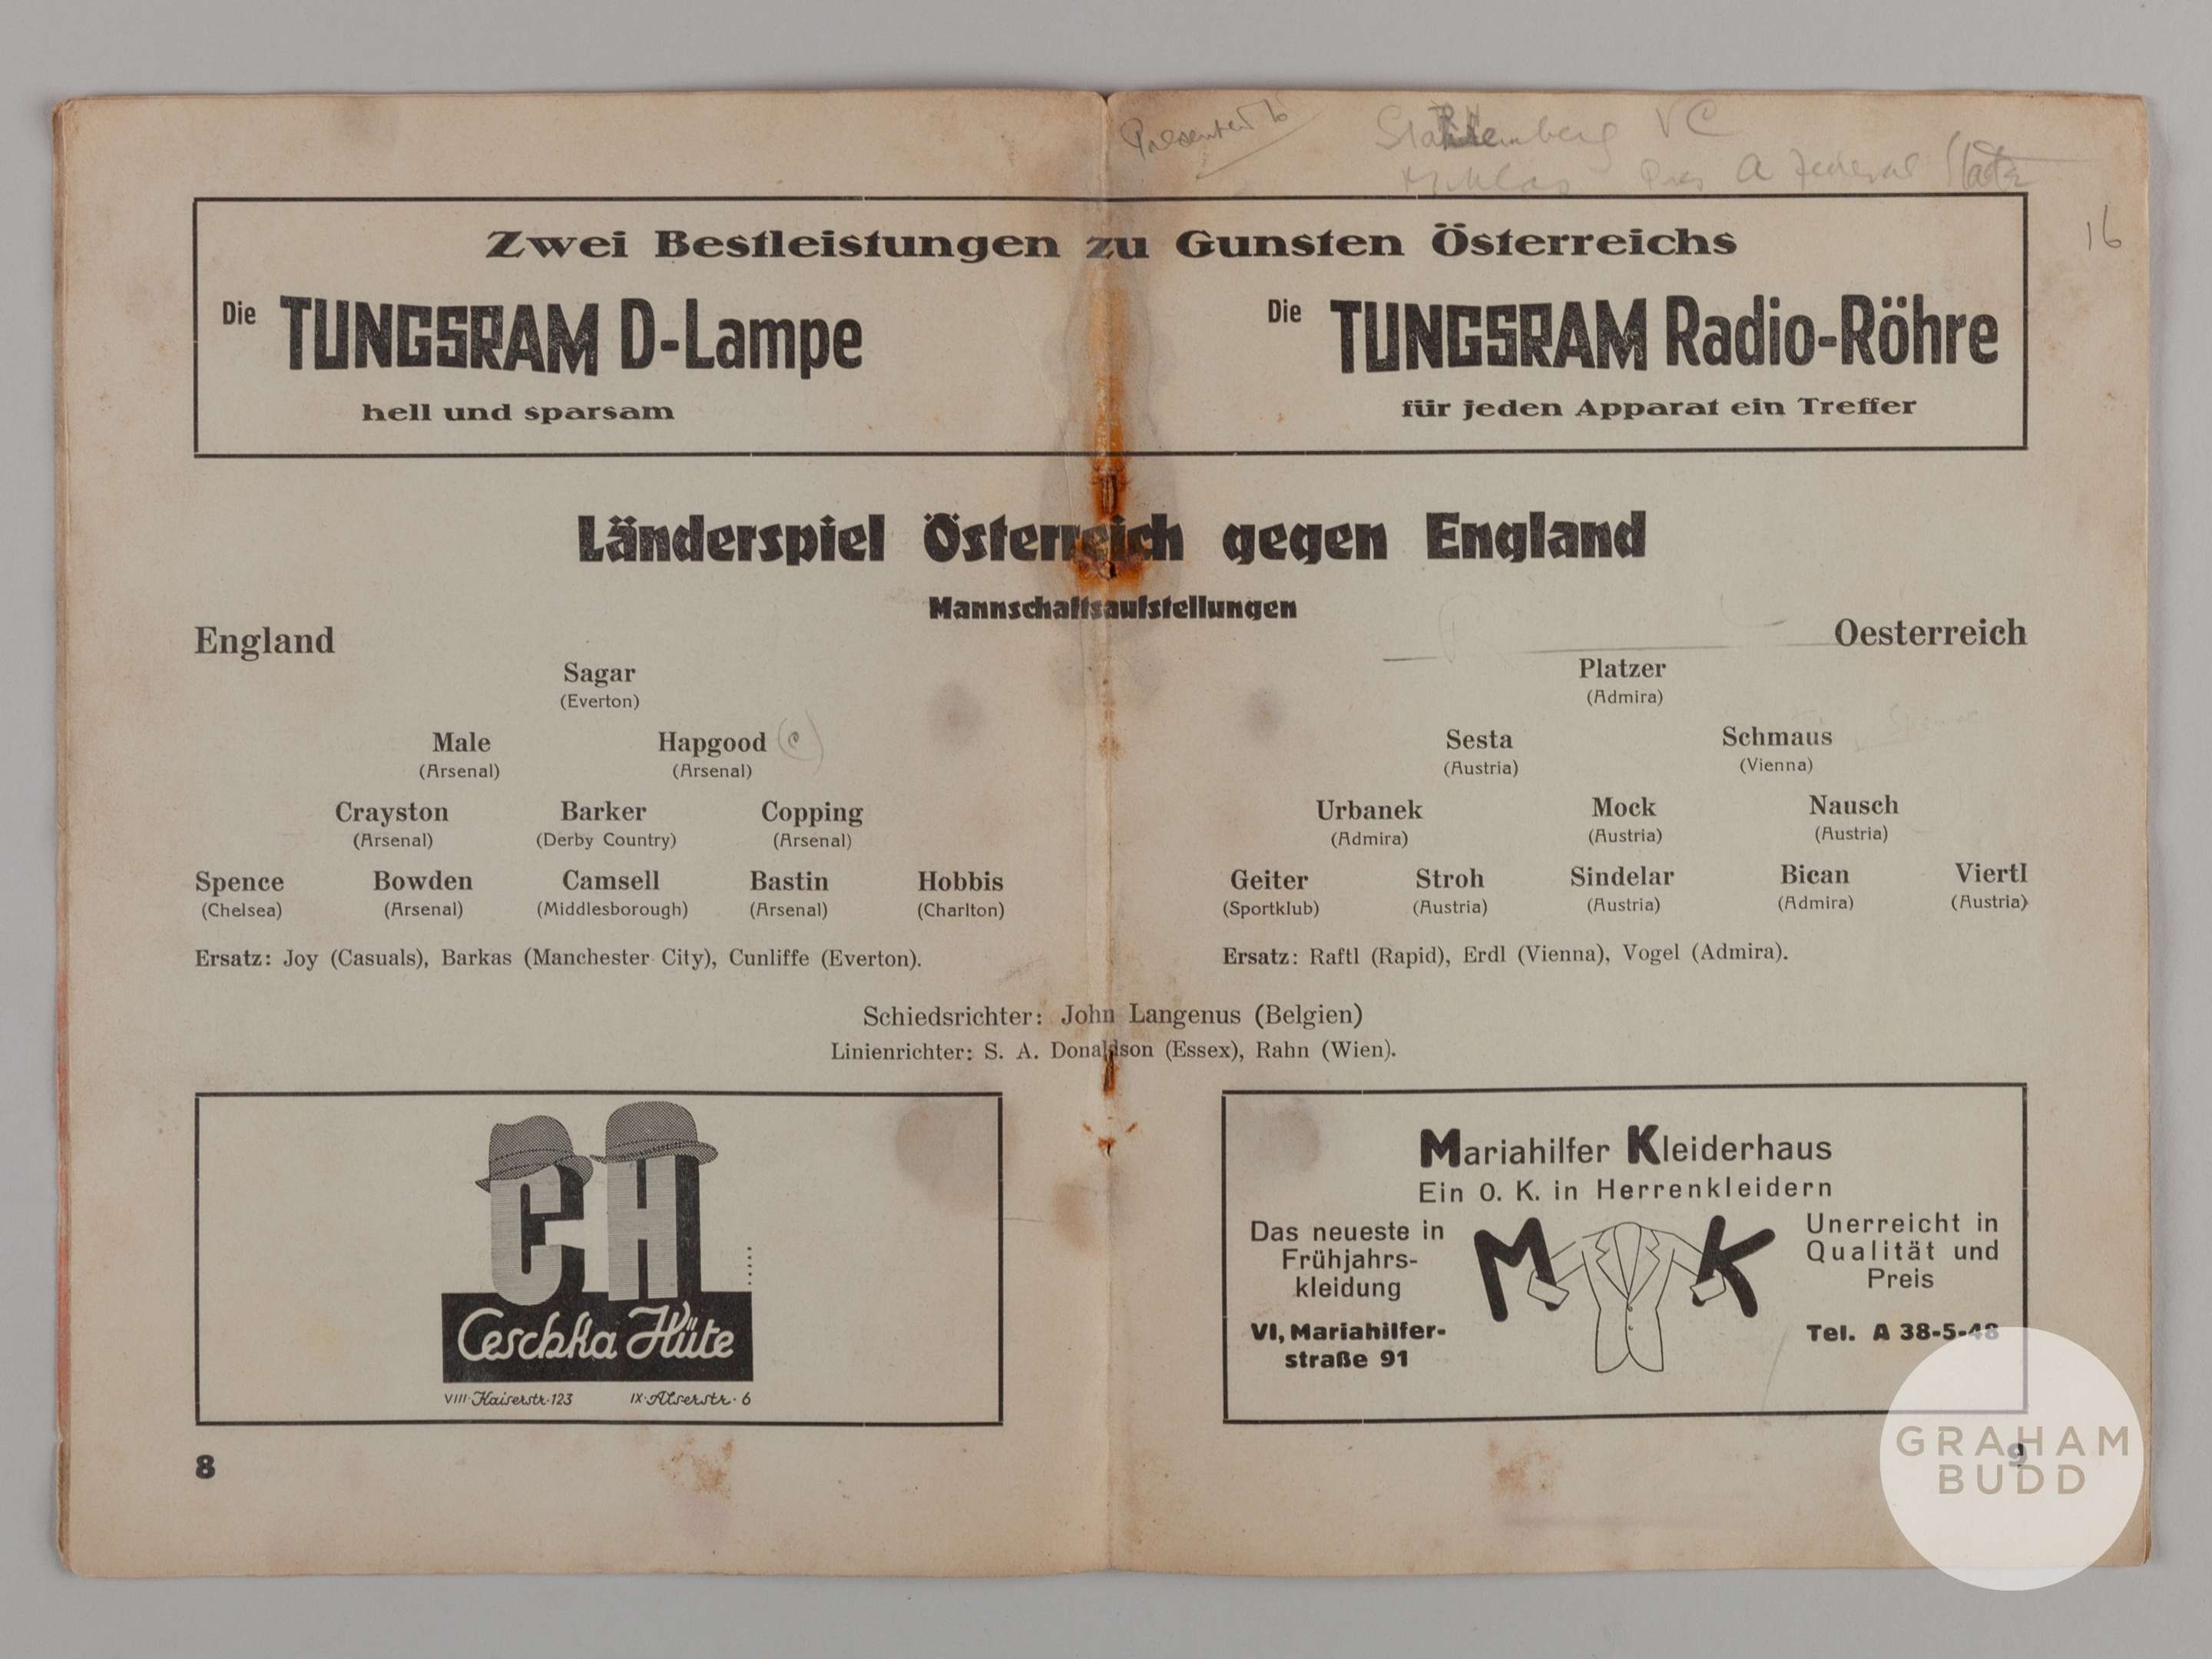 Presented to
VC
Pres A Federal State
16
Zwei Bestleistungen zu Gunsten Österreichs
Die TUNGSRAM D-Lampe
hell und sparsam
Die TUNGSRAM Radio-Röhre
für jeden Apparat ein Treffer
Länderspiel Österreich gegen England
Mannschaftsaufstellungen
England
Sagar
(Everton)
Male Hapgood (C)
(Arsenal) (Arsenal)
Crayston Barker Copping
(Arsenal) (Derby Country) (Arsenal)
Spence Bowden Camsell Bastin Hobbis
(Chelsea) (Arsenal) (Middlesborough) (Arsenal) (Charlton)
Ersatz: Joy (Casuals), Barkas (Manchester City), Cunliffe (Everton).
Oesterreich
Platzer
(Admira)
Sesta Schmaus
(Austria) (Vienna)
Urbanek Mock Nausch
(Admira) (Austria) (Austria)
Geiter Stroh Sindelar Bican Viertl
(Sportklub) (Austria) (Austria) (Admira) (Austria)
Ersatz: Raftl (Rapid), Erdl (Vienna), Vogel (Admira).
Schiedsrichter: John Langenus (Belgien)
Linienrichter: S. A. Donaldson (Essex), Rahn (Wien).
CH
Ceschka Hüte
VIII·Kaiserstr·123 IX·Alserstr·6
8
Mariahilfer Kleiderhaus
Ein O. K. in Herrenkleidern
Das neueste in
Frühjahrs-
kleidung
VI, Mariahilfer-
straße 91
M K
Unerreicht in
Qualität und
Preis
Tel. A 38-5-48
9
GRAHAM
BUDD